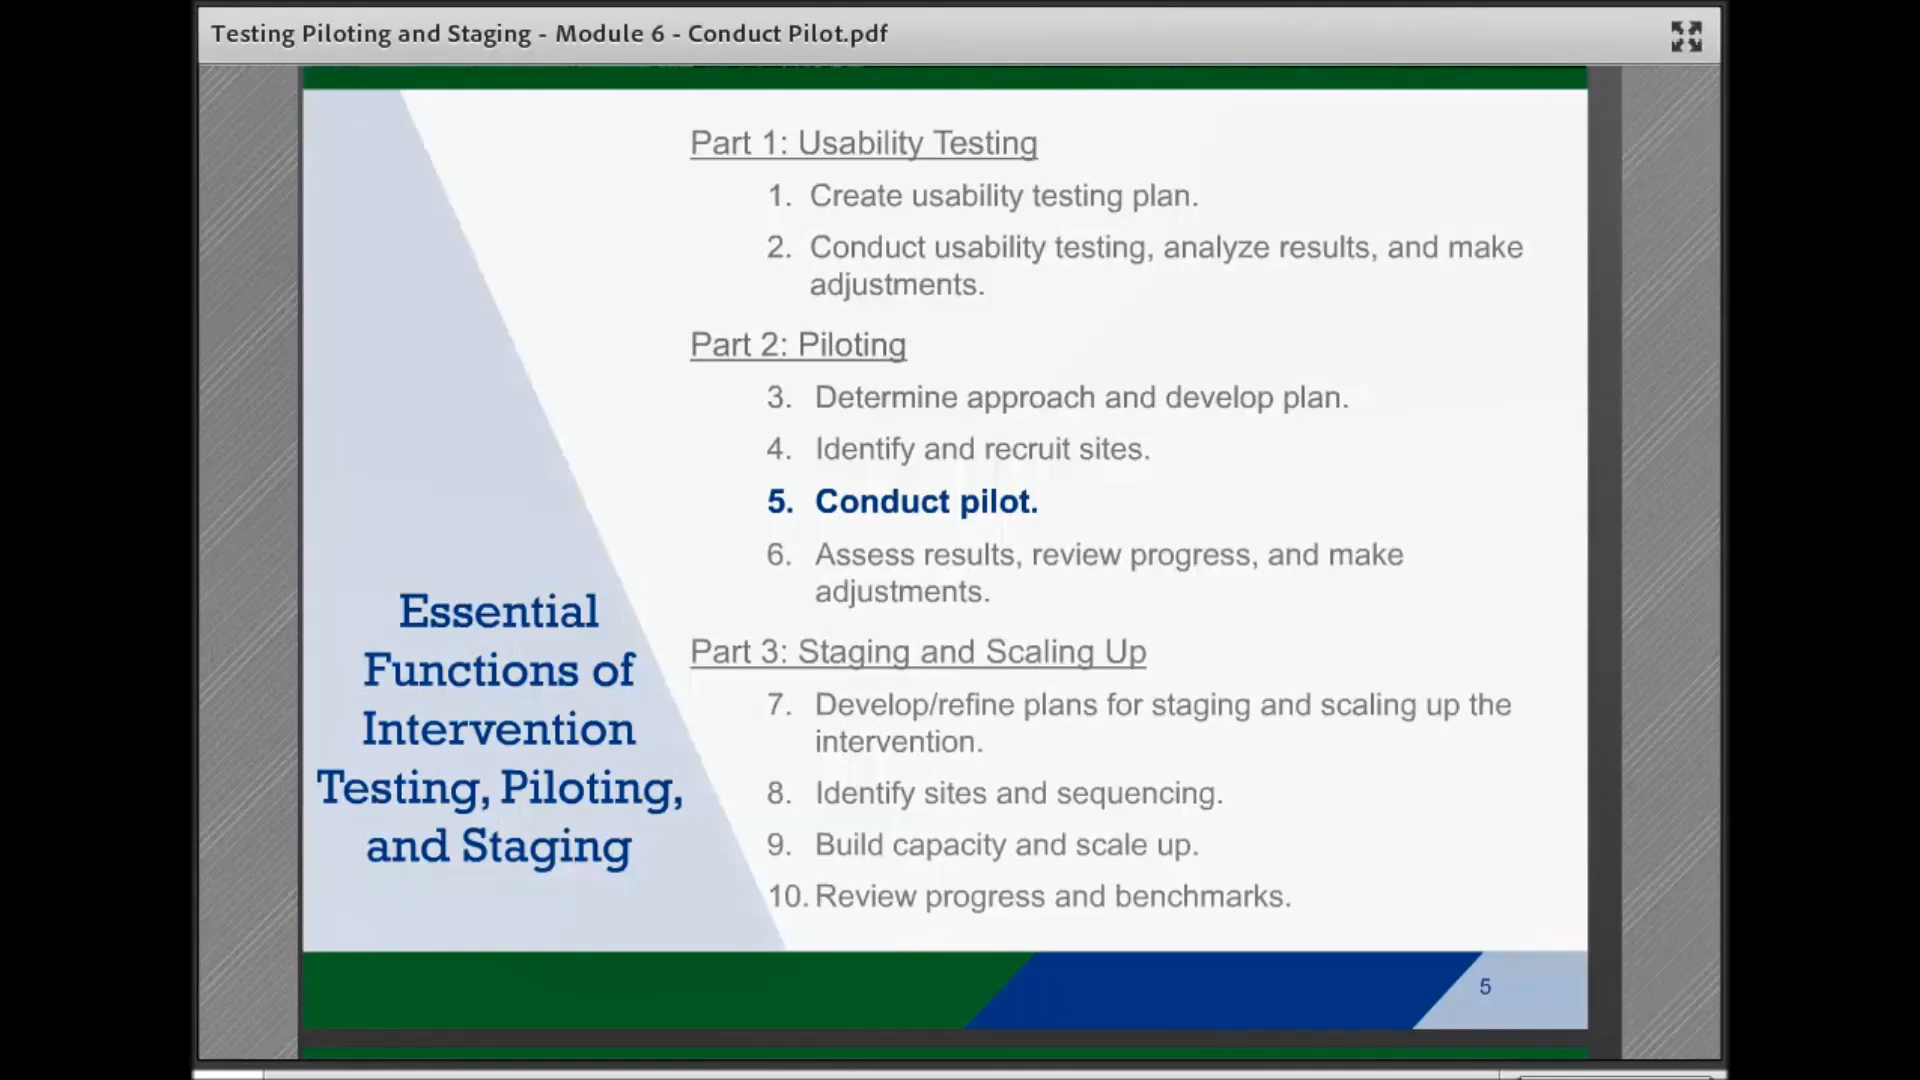 Testing Piloting and Staging - Module 6 - Conduct Pilot.pdf
Part 1: Usability Testing
1. Create usability testing plan.
2. Conduct usability testing, analyze results, and make
adjustments.
Part 2: Piloting
3. Determine approach and develop plan.
4. Identify and recruit sites.
5. Conduct pilot.
6. Assess results, review progress, and make
adjustments.
Part 3: Staging and Scaling Up
7. Develop/refine plans for staging and scaling up the
intervention.
8. Identify sites and sequencing.
9. Build capacity and scale up.
10. Review progress and benchmarks.
Essential
Functions of
Intervention
Testing, Piloting,
and Staging
5